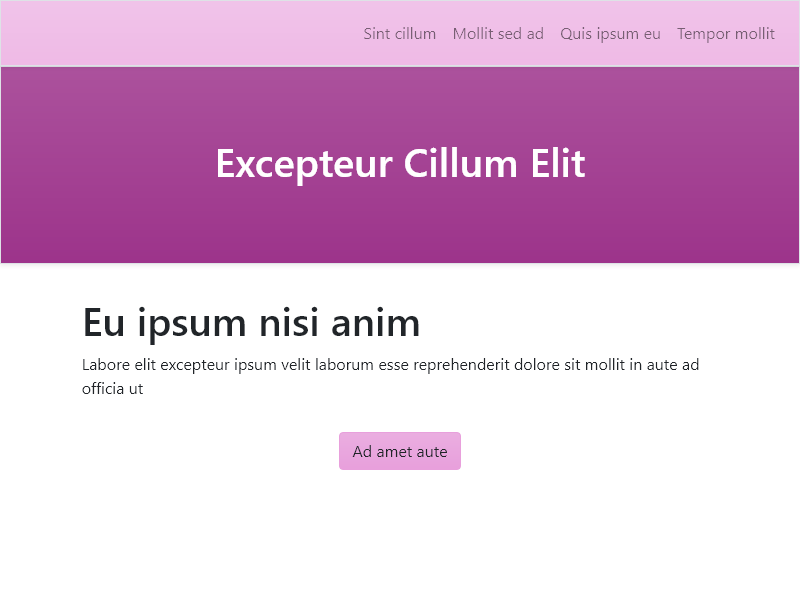 Sint cillum Mollit sed ad Quis ipsum eu Tempor mollit
Excepteur Cillum Elit
Eu ipsum nisi anim
Labore elit excepteur ipsum velit laborum esse reprehenderit dolore sit mollit in aute ad
officia ut
Ad amet aute